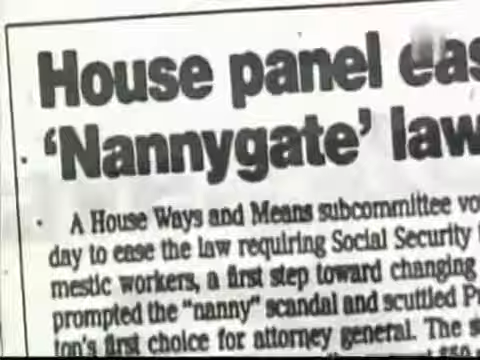 House panel eas
'Nannygate' law
A House Ways and Means subcommittee vo
day to ease the law requiring Social Security
mestic workers, a first step toward changing
prompted the "nanny" scandal and scuttled P
ton's first choice for attorney general. The s